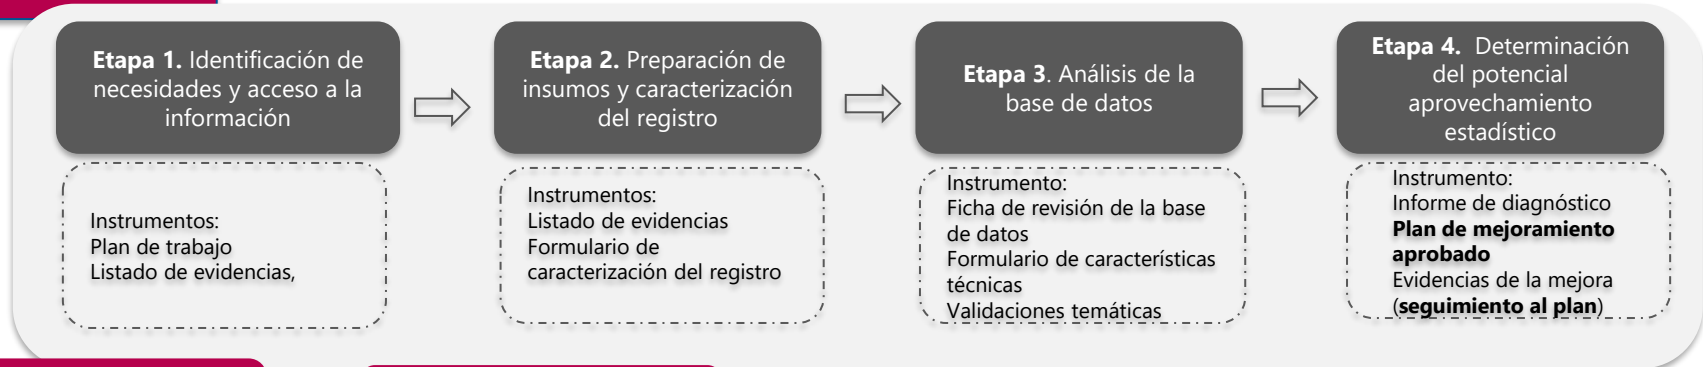 Etapa 1. Identificación de
necesidades y acceso a la
información
Instrumentos:
Plan de trabajo
Listado de evidencias,
Etapa 2. Preparación de
insumos y caracterización
del registro
Instrumentos:
Listado de evidencias
Formulario de
caracterización del registro
Etapa 3. Análisis de la
base de datos
Instrumento:
Ficha de revisión de la base
de datos
Formulario de características
técnicas
Validaciones temáticas
Etapa 4. Determinación
del potencial
aprovechamiento
estadístico
Instrumento:
Informe de diagnóstico
Plan de mejoramiento
aprobado
Evidencias de la mejora
(seguimiento al plan)